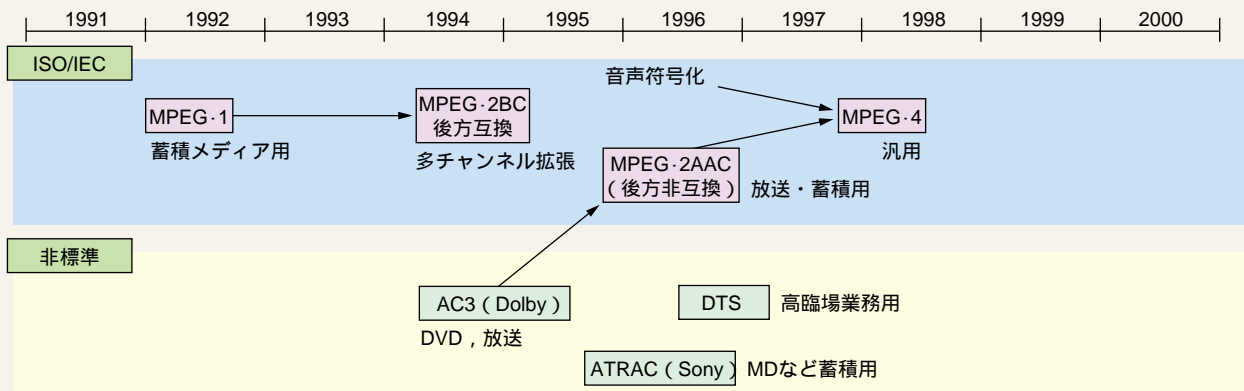 1991 1992 1993 1994 1995 1996 1997 1998 1999 2000
ISO/IEC
音声符号化
MPEG·1
蓄積メディア用
MPEG·2BC
後方互換
多チャンネル拡張
MPEG·4
汎用
MPEG·2AAC
(後方非互換)
放送・蓄積用
非標準
AC3(Dolby)
DVD,放送
DTS
高臨場業務用
ATRAC(Sony)
MDなど蓄積用